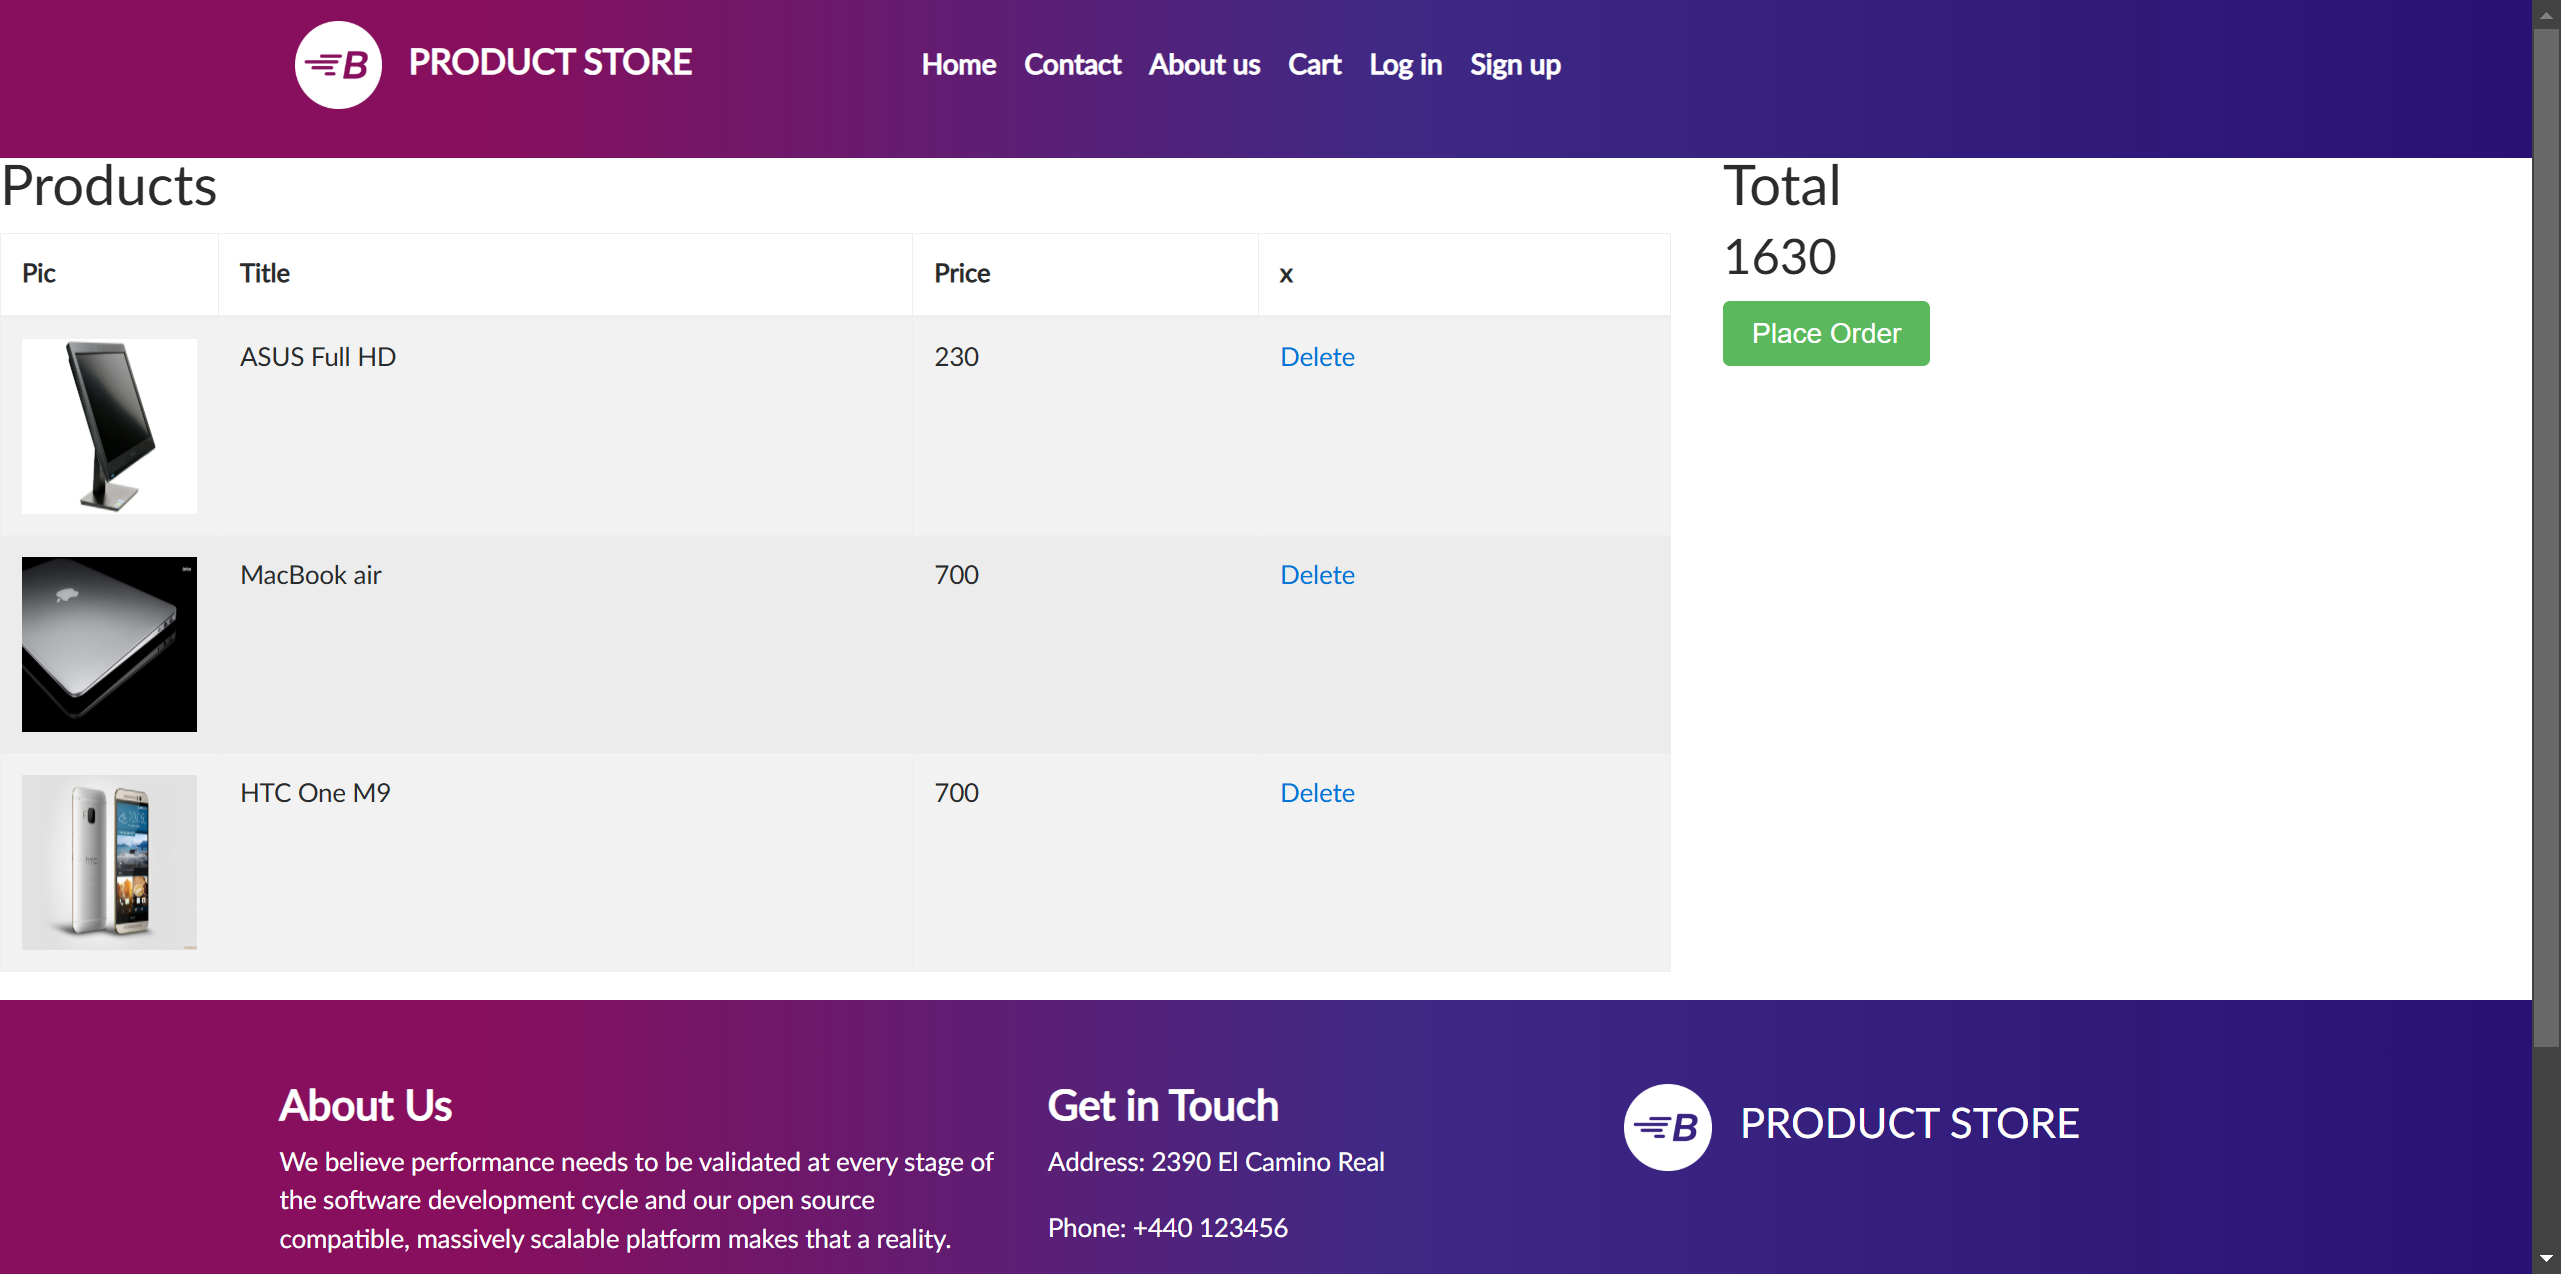 B PRODUCT STORE
Home Contact About us Cart Log in Sign up
Products
Pic Title Price x
ASUS Full HD 230 Delete
MacBook air 700 Delete
HTC One M9 700 Delete
Total
1630
Place Order
About Us
We believe performance needs to be validated at every stage of
the software development cycle and our open source
compatible, massively scalable platform makes that a reality.
Get in Touch
Address: 2390 El Camino Real
Phone: +440 123456
B PRODUCT STORE